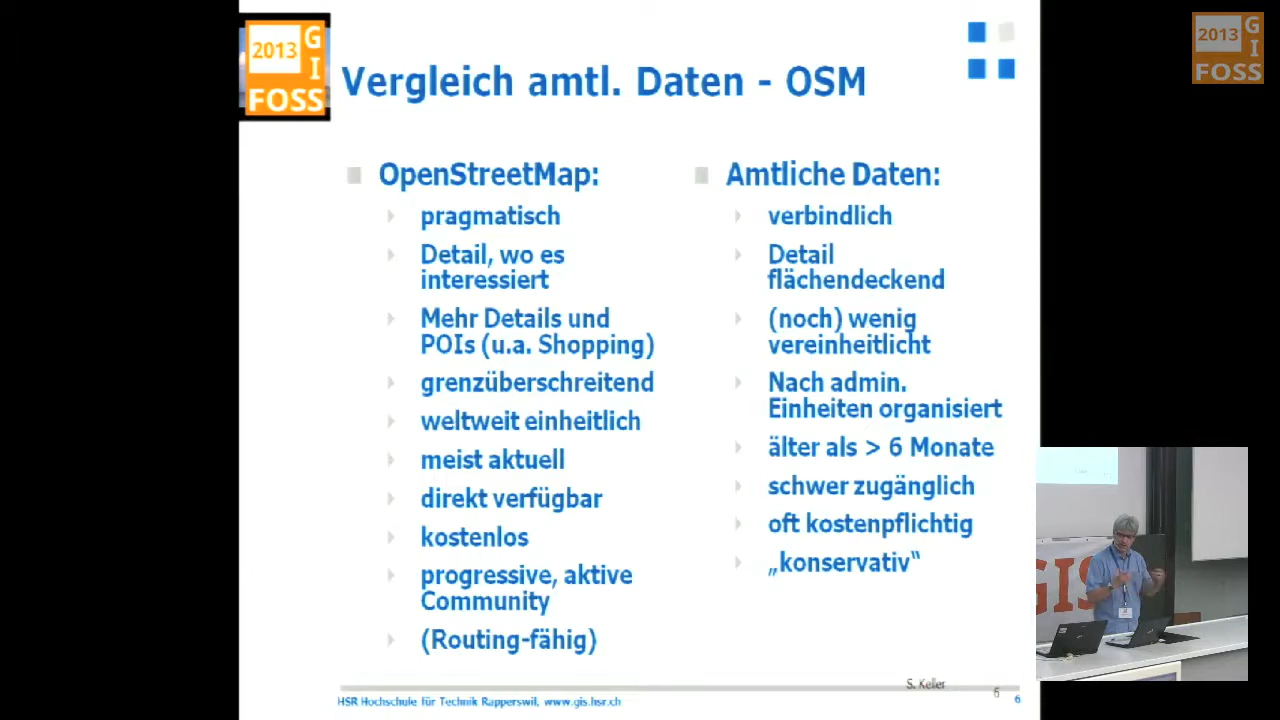 2013
G
I
FOSS
2013
G
I
FOSS
Vergleich amtl. Daten - OSM
OpenStreetMap:
pragmatisch
Detail, wo es
interessiert
Mehr Details und
POIs (u.a. Shopping)
grenzüberschreitend
weltweit einheitlich
meist aktuell
direkt verfügbar
kostenlos
progressive, aktive
Community
(Routing-fähig)
Amtliche Daten:
verbindlich
Detail
flächendeckend
(noch) wenig
vereinheitlicht
Nach admin.
Einheiten organisiert
älter als > 6 Monate
schwer zugänglich
oft kostenpflichtig
„konservativ“
GIS
S. Keller
6
6
HSR Hochschule für Technik Rapperswil, www.gis.hsr.ch